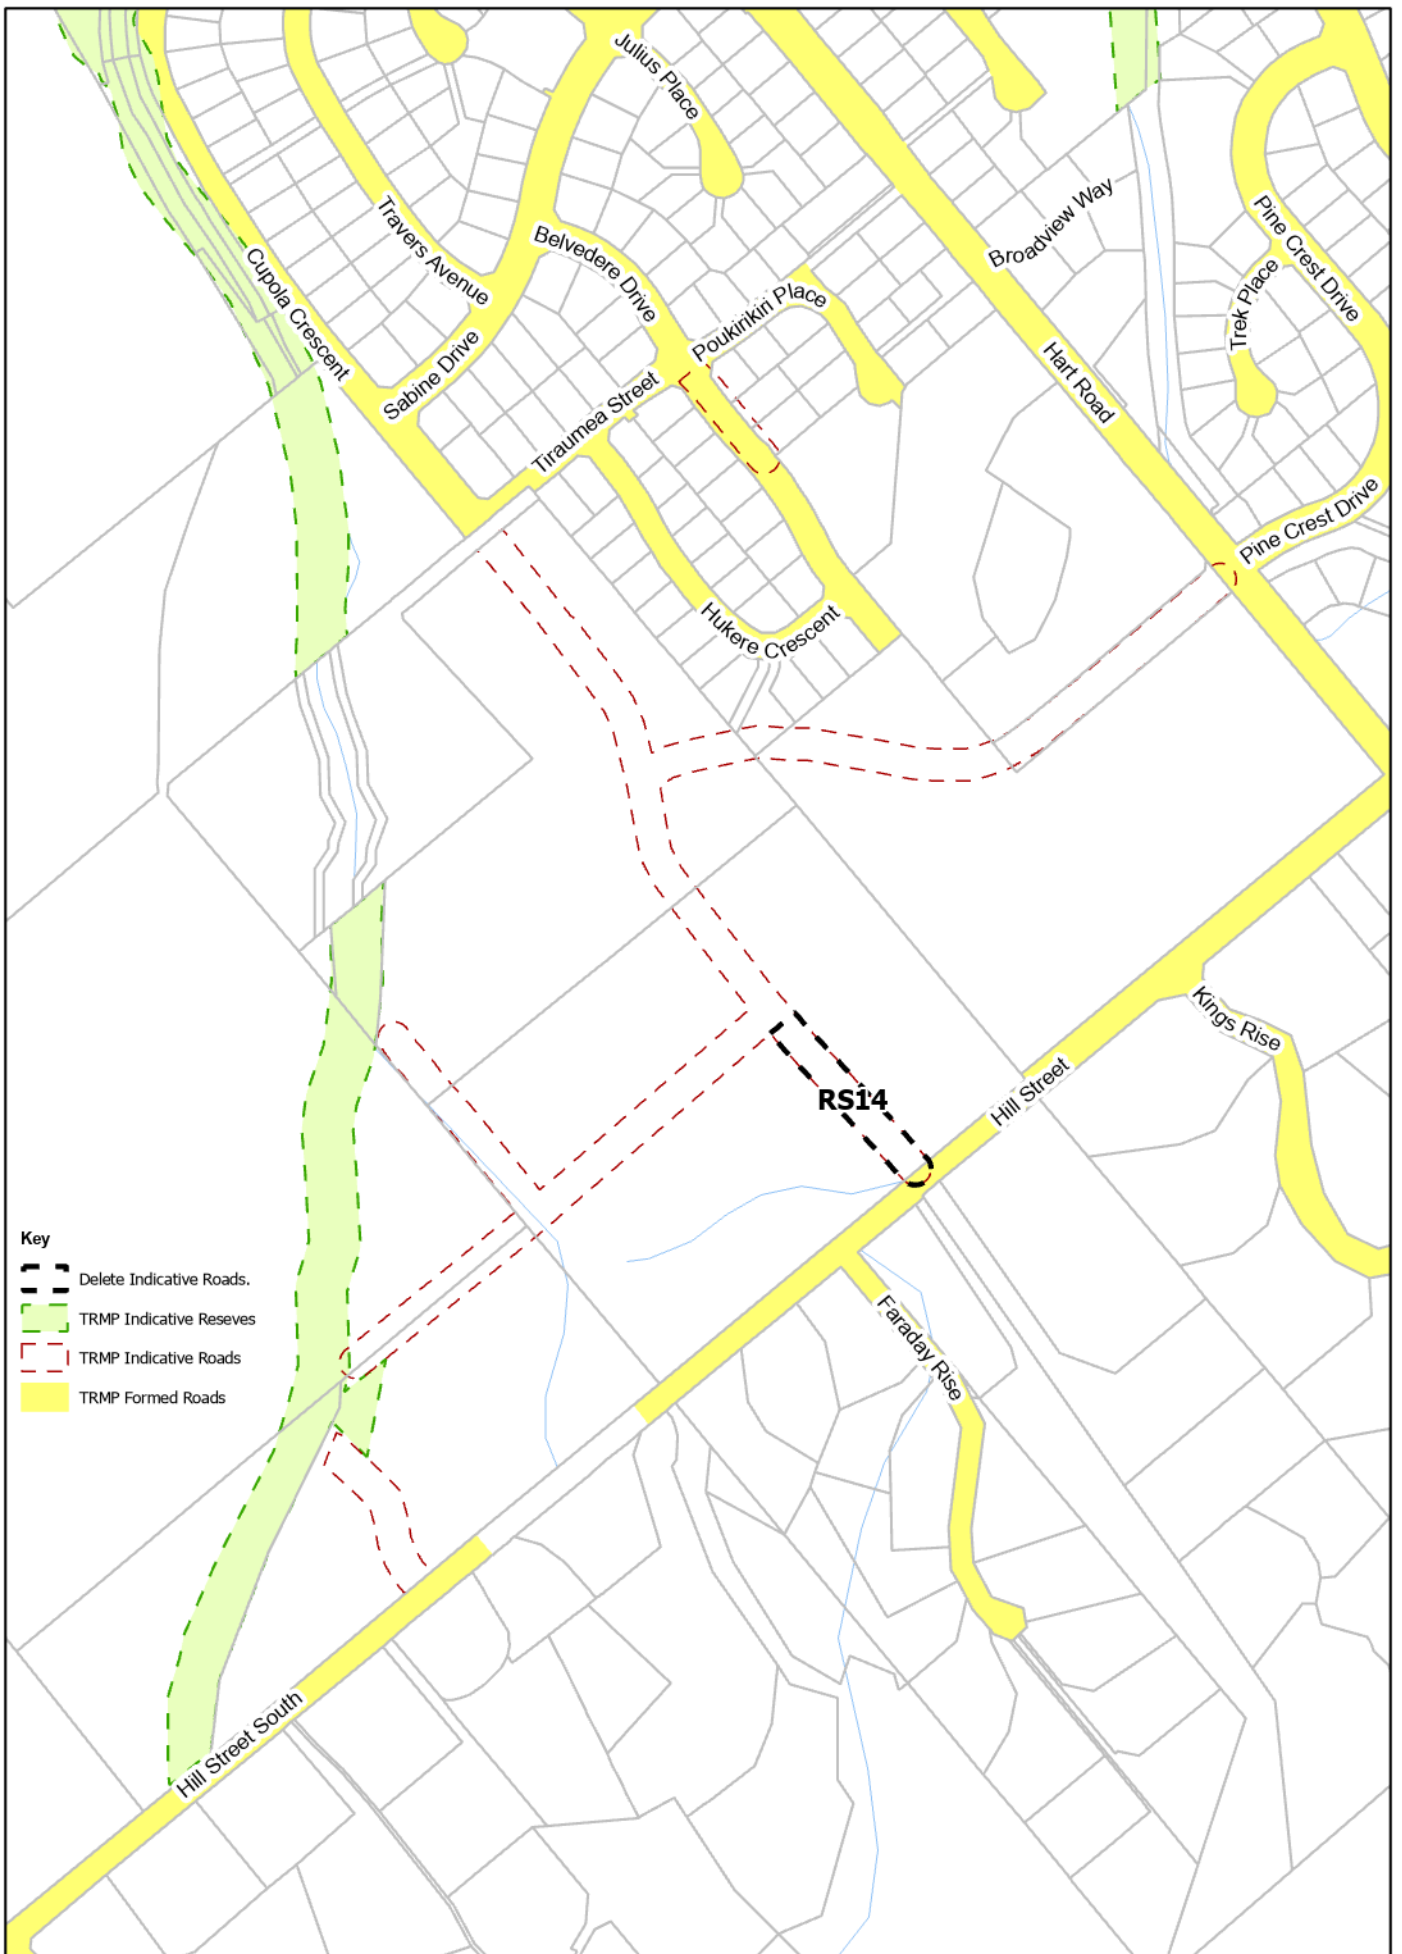 Julius Place
Travers Avenue
Broadview Way
Pine Crest Drive
Belvedere Drive
Cupola Crescent
Trek Place
Poukirikiri Place
Sabine Drive
Hart Road
Tiraumea Street
Pine Crest Drive
Hukere Crescent
Kings Rise
RS14
Hill Street
Faraday Rise
Key
Delete Indicative Roads.
TRMP Indicative Reseves
TRMP Indicative Roads
TRMP Formed Roads
Hill Street South